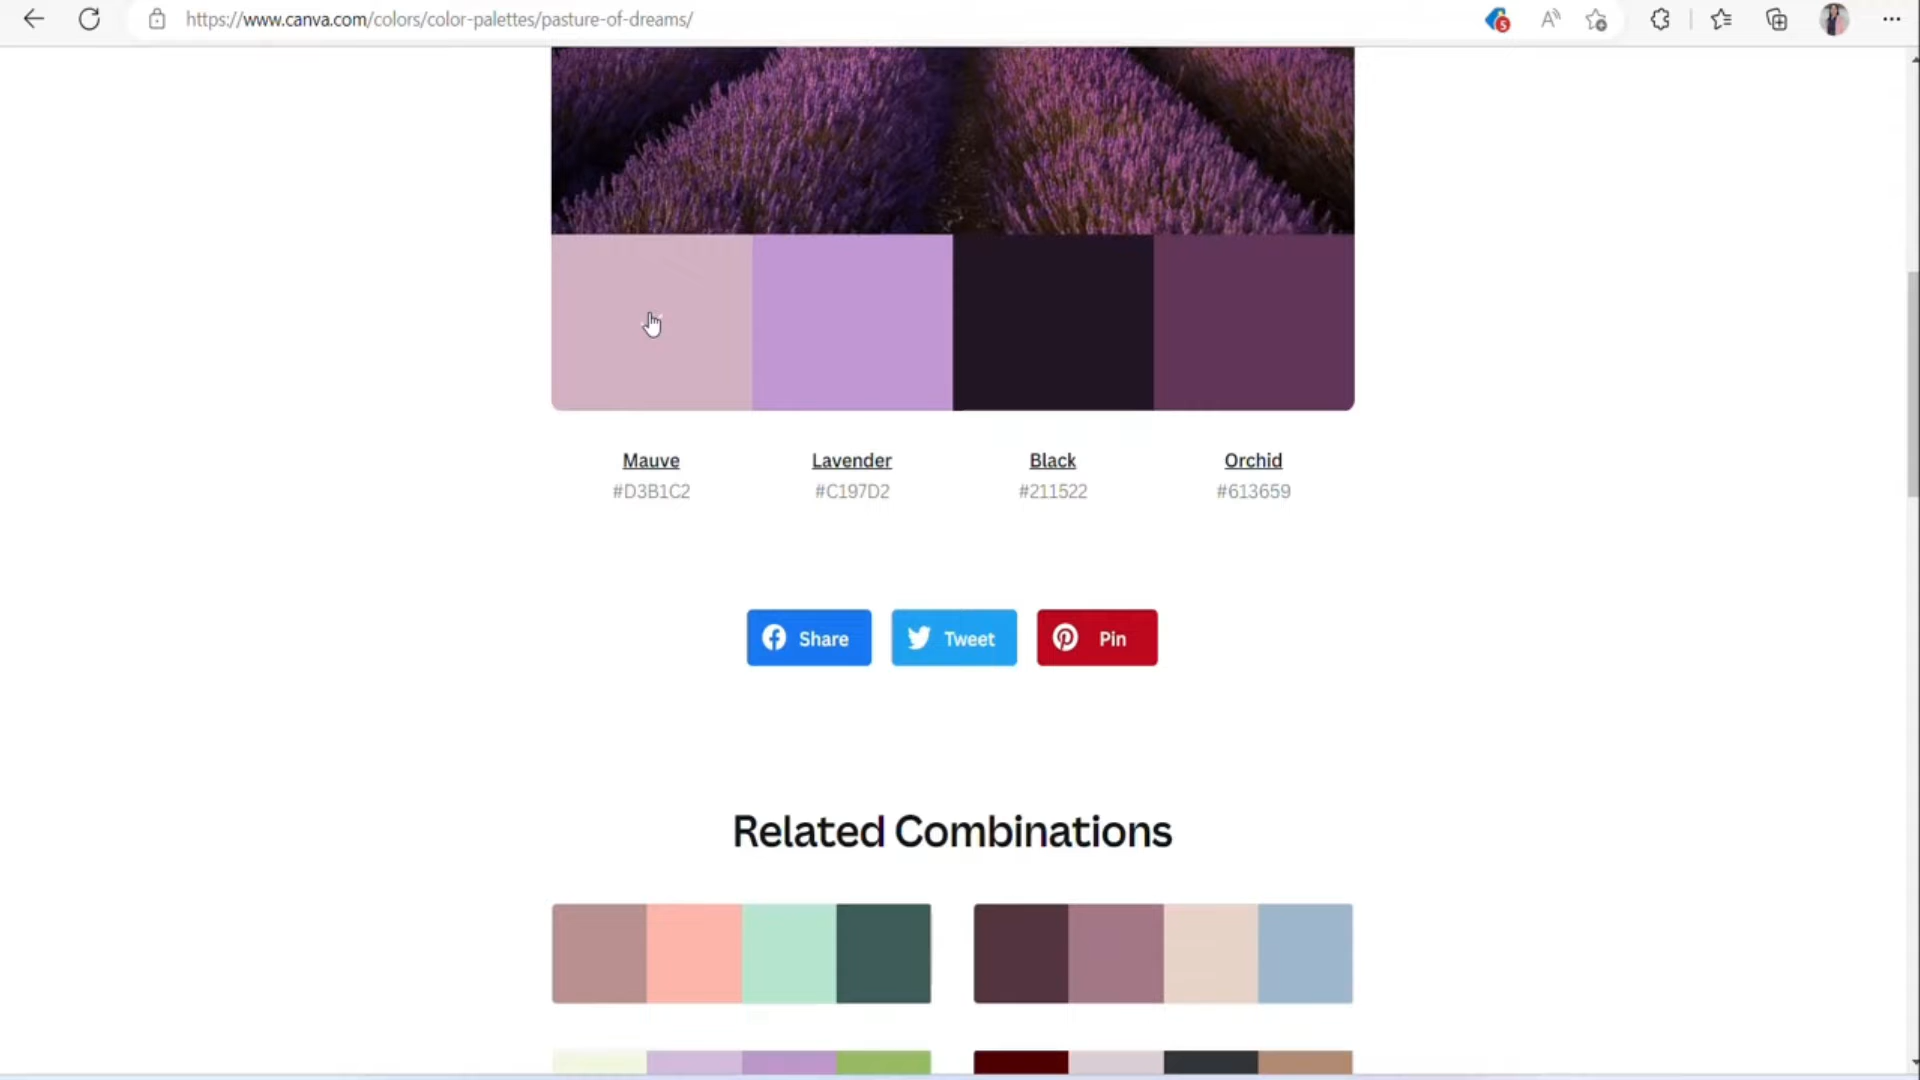 https://www.canva.com/colors/color-palettes/pasture-of-dreams/
5
Mauve Lavender Black Orchid
#D3B1C2 #C197D2 #211522 #613659
Share Tweet Pin
Related Combinations